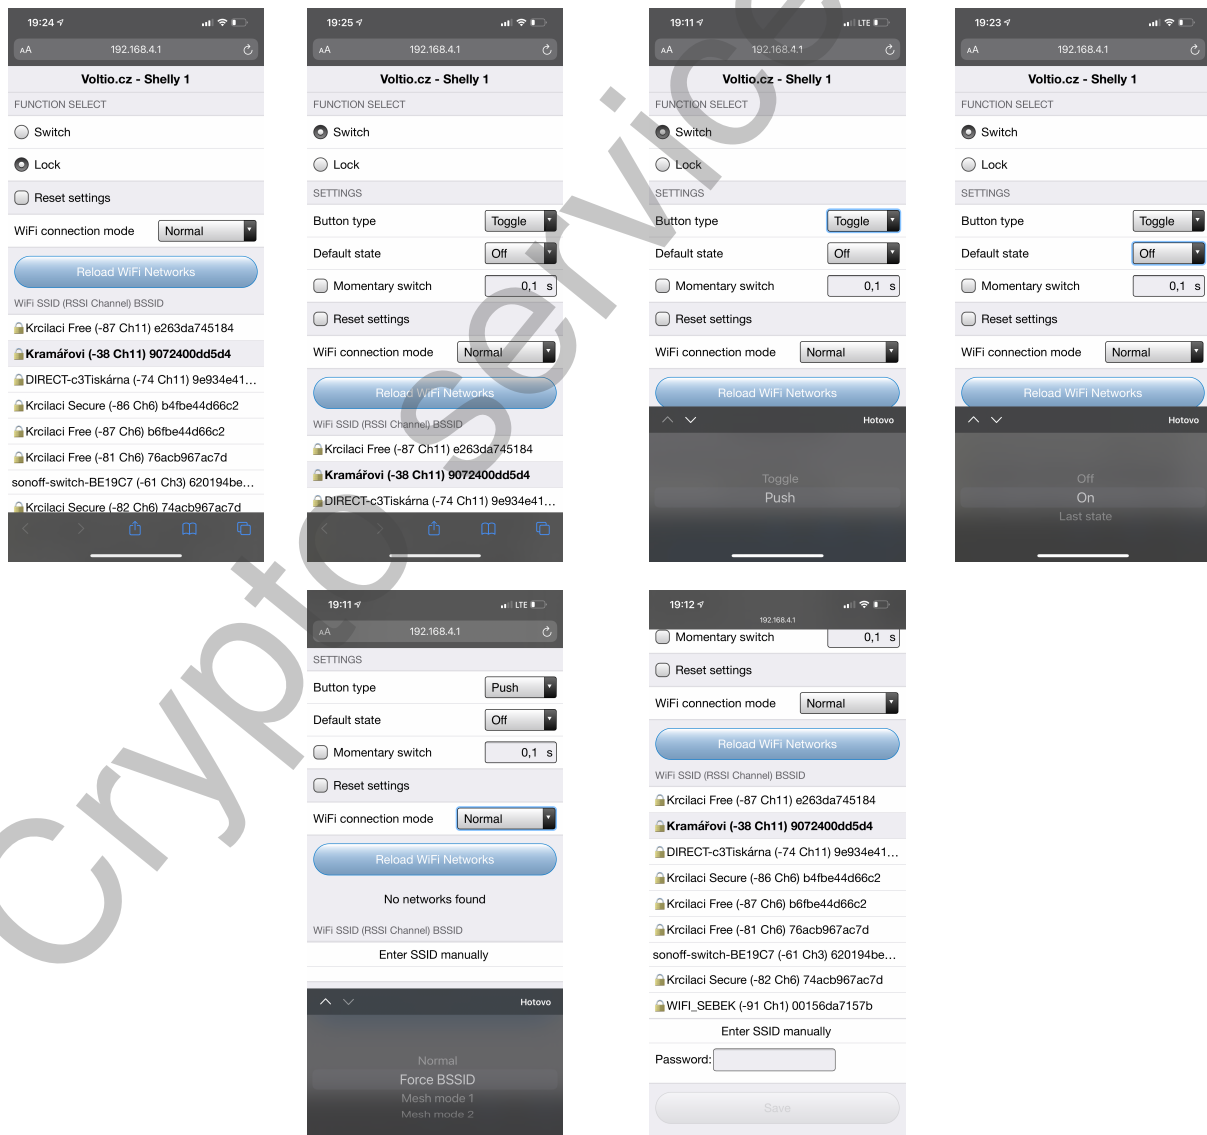 19:24
AA 192.168.4.1
Voltio.cz - Shelly 1
FUNCTION SELECT
Switch
Lock
Reset settings
WiFi connection mode Normal
Reload WiFi Networks
WiFi SSID (RSSI Channel) BSSID
Krcilaci Free (-87 Ch11) e263da745184
Kramářovi (-38 Ch11) 9072400dd5d4
DIRECT-c3Tiskárna (-74 Ch11) 9e934e41...
Krcilaci Secure (-86 Ch6) b4fbe44d66c2
Krcilaci Free (-87 Ch6) b6fbe44d66c2
Krcilaci Free (-81 Ch6) 76acb967ac7d
sonoff-switch-BE19C7 (-61 Ch3) 620194be...
Krcilaci Secure (-82 Ch6) 74acb967ac7d
19:25
AA 192.168.4.1
Voltio.cz - Shelly 1
FUNCTION SELECT
Switch
Lock
SETTINGS
Button type Toggle
Default state Off
Momentary switch 0,1 s
Reset settings
WiFi connection mode Normal
Reload WiFi Networks
WiFi SSID (RSSI Channel) BSSID
Krcilaci Free (-87 Ch11) e263da745184
Kramářovi (-38 Ch11) 9072400dd5d4
DIRECT-c3Tiskárna (-74 Ch11) 9e934e41...
19:11 LTE
AA 192.168.4.1
Voltio.cz - Shelly 1
FUNCTION SELECT
Switch
Lock
SETTINGS
Button type Toggle
Default state Off
Momentary switch 0,1 s
Reset settings
WiFi connection mode Normal
Reload WiFi Networks
Hotovo
Toggle
Push
19:23
AA 192.168.4.1
Voltio.cz - Shelly 1
FUNCTION SELECT
Switch
Lock
SETTINGS
Button type Toggle
Default state Off
Momentary switch 0,1 s
Reset settings
WiFi connection mode Normal
Reload WiFi Networks
Hotovo
Off
On
Last state
19:11 LTE
AA 192.168.4.1
SETTINGS
Button type Push
Default state Off
Momentary switch 0,1 s
Reset settings
WiFi connection mode Normal
Reload WiFi Networks
No networks found
WiFi SSID (RSSI Channel) BSSID
Enter SSID manually
Hotovo
Normal
Force BSSID
Mesh mode 1
Mesh mode 2
19:12
192.168.4.1
Momentary switch 0,1 s
Reset settings
WiFi connection mode Normal
Reload WiFi Networks
WiFi SSID (RSSI Channel) BSSID
Krcilaci Free (-87 Ch11) e263da745184
Kramářovi (-38 Ch11) 9072400dd5d4
DIRECT-c3Tiskárna (-74 Ch11) 9e934e41...
Krcilaci Secure (-86 Ch6) b4fbe44d66c2
Krcilaci Free (-87 Ch6) b6fbe44d66c2
Krcilaci Free (-81 Ch6) 76acb967ac7d
sonoff-switch-BE19C7 (-61 Ch3) 620194be...
Krcilaci Secure (-82 Ch6) 74acb967ac7d
WIFI_SEBEK (-91 Ch1) 00156da7157b
Enter SSID manually
Password:
Save
Crypto service